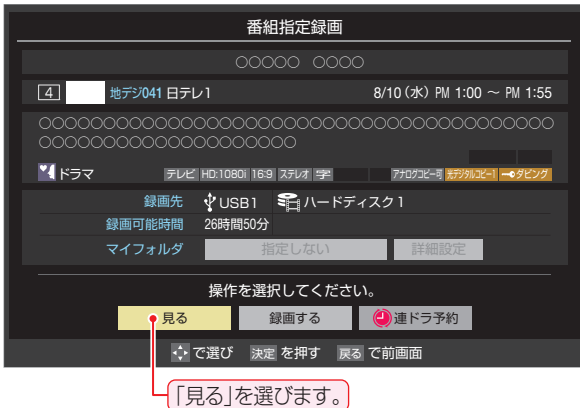 番組指定録画
○○○○○ ○○○○
4 地デジ041 日テレ1 8/10(水) PM 1:00 ~ PM 1:55
○○○○○○○○○○○○○○○○○○○○○○○○○○○○○○○○
○○○○○○○○○○○○○○○○○○○○
ドラマ テレビ HD:1080i 16:9 ステレオ 字 アナログコピー可 光デジタルコピー1 ダビング
録画先 USB1 ハードディスク1
録画可能時間 26時間50分
マイフォルダ 指定しない 詳細設定
操作を選択してください。
見る 録画する 連ドラ予約
で選び 決定 を押す 戻る で前画面
「見る」を選びます。